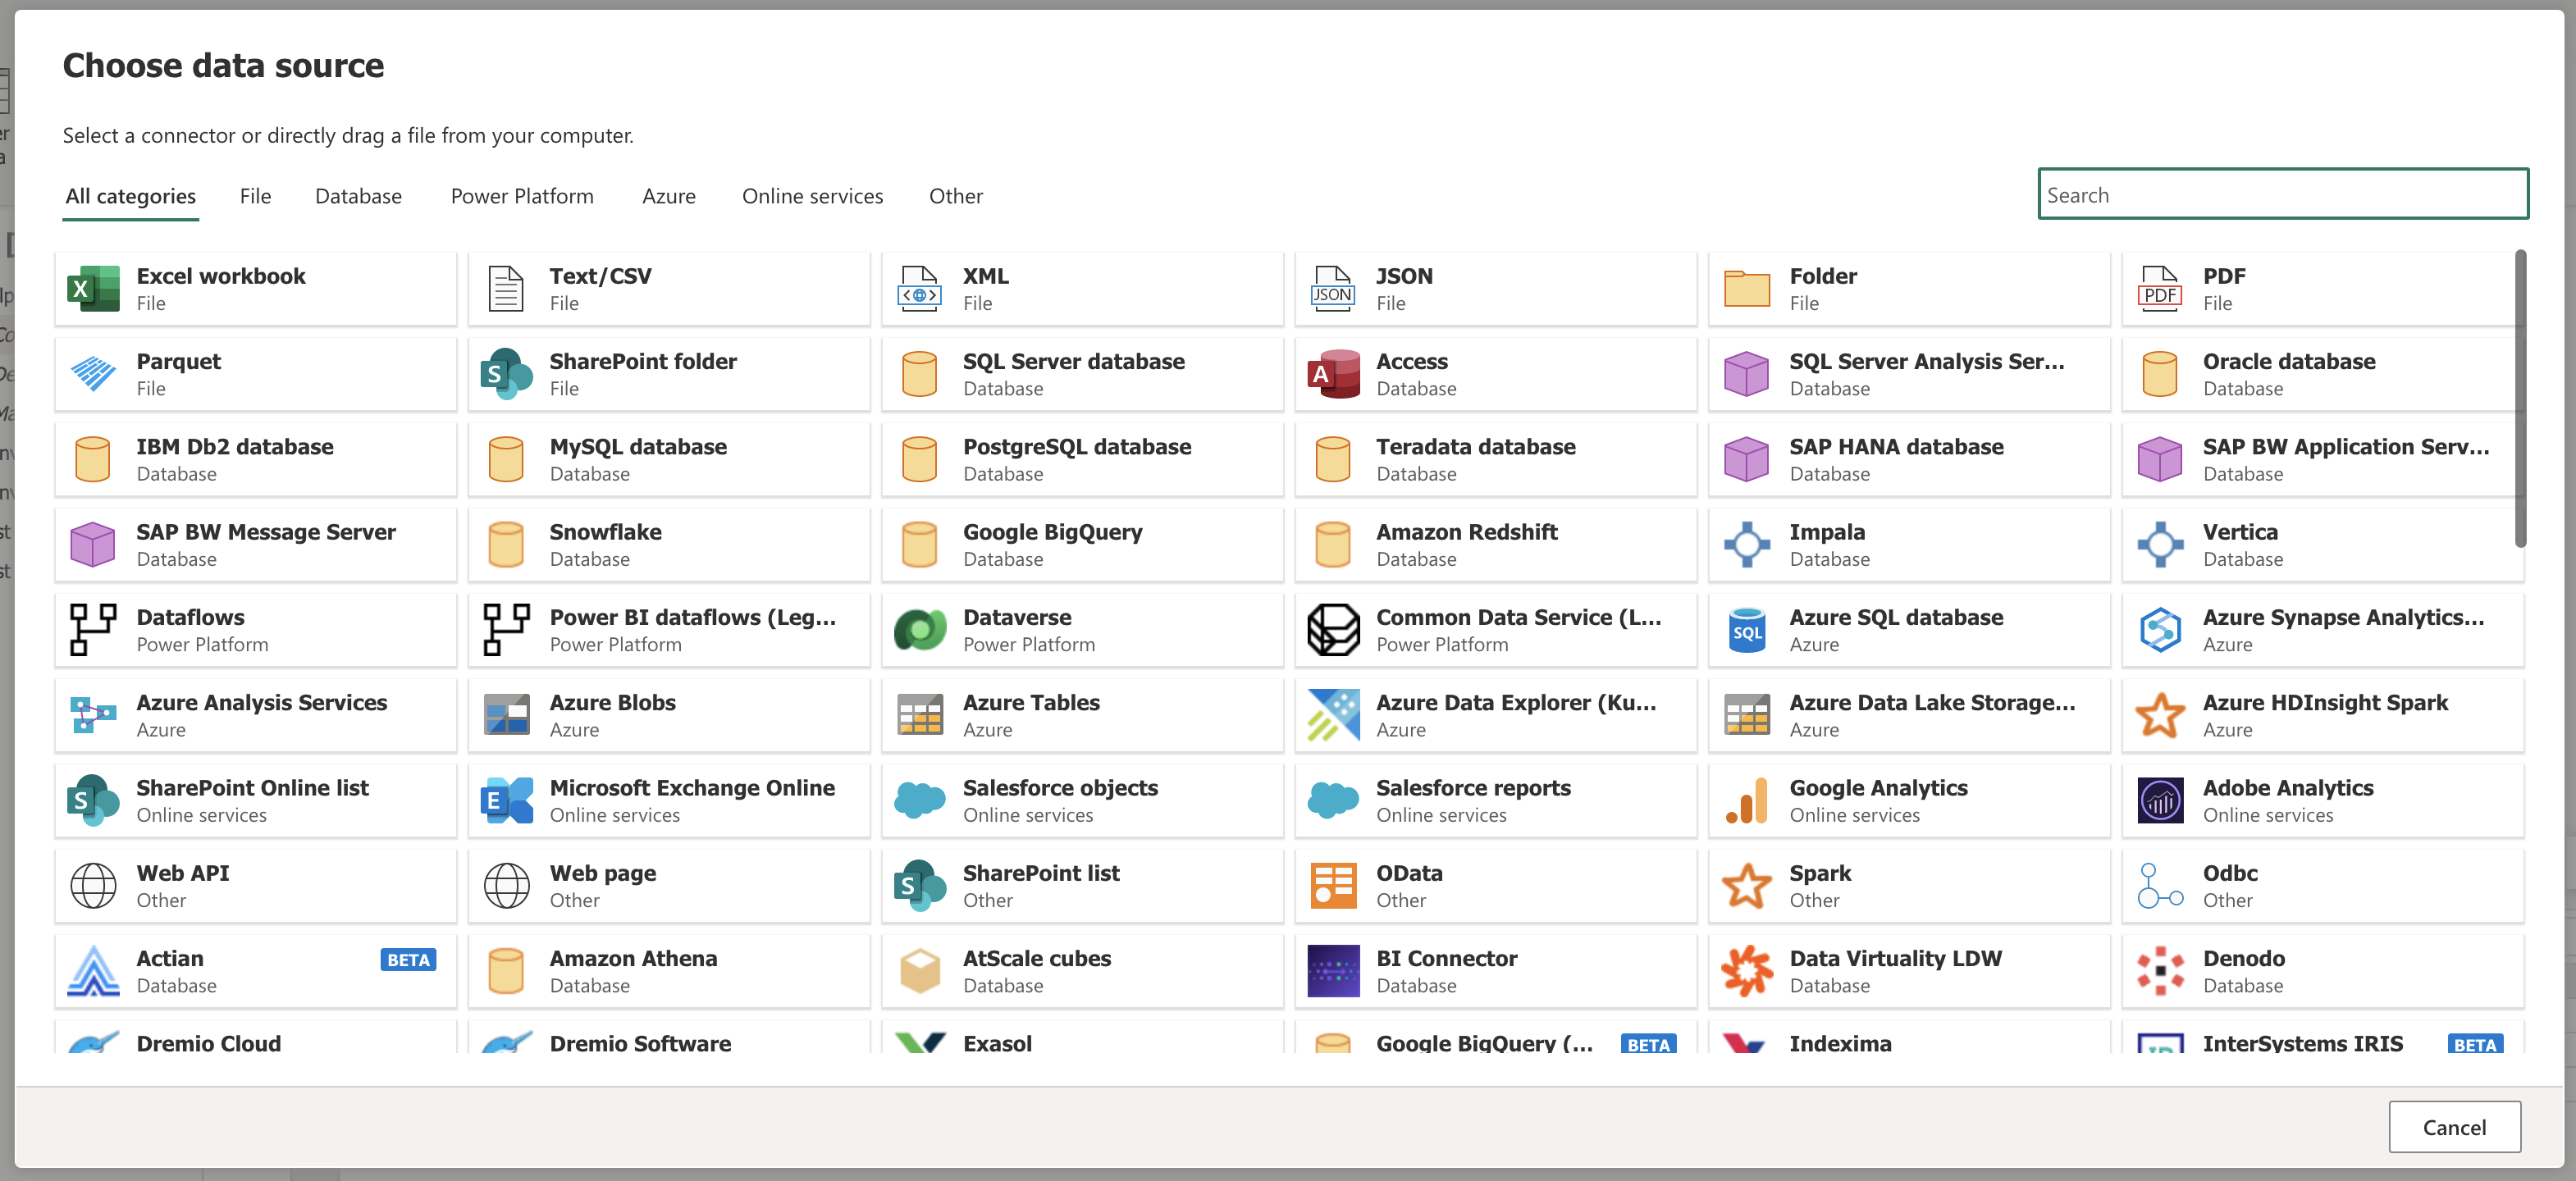 Choose data source
Select a connector or directly drag a file from your computer.
All categories File Database Power Platform Azure Online services Other
Search
Excel workbook
File
Text/CSV
File
XML
File
JSON
JSON
File
Folder
File
PDF
PDF
File
Parquet
File
S
SharePoint folder
File
SQL Server database
Database
A
Access
Database
SQL Server Analysis Ser...
Database
Oracle database
Database
IBM Db2 database
Database
MySQL database
Database
PostgreSQL database
Database
Teradata database
Database
SAP HANA database
Database
SAP BW Application Serv...
Database
SAP BW Message Server
Database
Snowflake
Database
Google BigQuery
Database
Amazon Redshift
Database
Impala
Database
Vertica
Database
Dataflows
Power Platform
Power BI dataflows (Leg...
Power Platform
Dataverse
Power Platform
Common Data Service (L...
Power Platform
SQL
Azure SQL database
Azure
Azure Synapse Analytics...
Azure
Azure Analysis Services
Azure
Azure Blobs
Azure
Azure Tables
Azure
Azure Data Explorer (Ku...
Azure
Azure Data Lake Storage...
Azure
Azure HDInsight Spark
Azure
S
SharePoint Online list
Online services
E
Microsoft Exchange Online
Online services
Salesforce objects
Online services
Salesforce reports
Online services
Google Analytics
Online services
Adobe Analytics
Online services
Web API
Other
Web page
Other
S
SharePoint list
Other
OData
Other
Spark
Other
Odbc
Other
Actian
Database
BETA
Amazon Athena
Database
AtScale cubes
Database
BI Connector
Database
Data Virtuality LDW
Database
Denodo
Database
Dremio Cloud
Dremio Software
Exasol
Google BigQuery (...
BETA
Indexima
InterSystems IRIS
BETA
Cancel